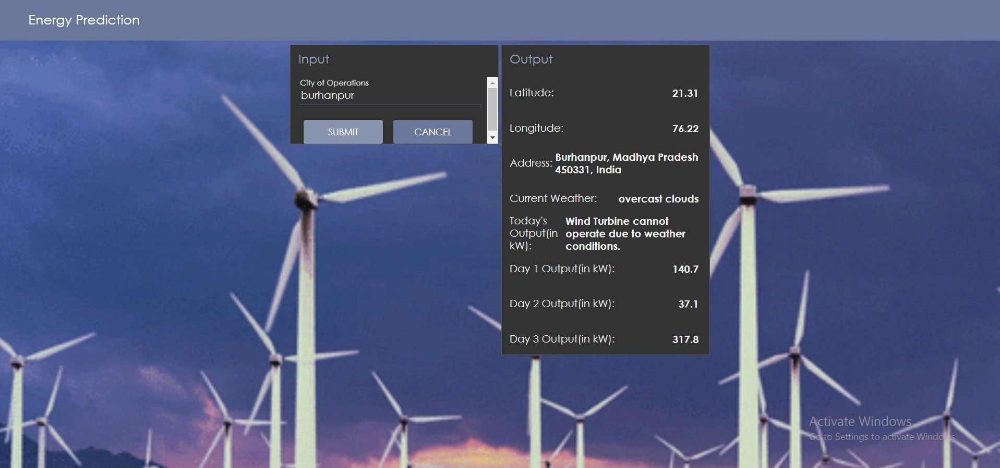 Energy Prediction
Input
City of Operations
burhanpur
SUBMIT
CANCEL
Output
Latitude: 21.31
Longitude: 76.22
Address: Burhanpur, Madhya Pradesh
450331, India
Current Weather: overcast clouds
Today's
Output(in
kW):
Wind Turbine cannot
operate due to weather
conditions.
Day 1 Output(in kW): 140.7
Day 2 Output(in kW): 37.1
Day 3 Output(in kW): 317.8
Activate Windows
Go to Settings to activate Windows.